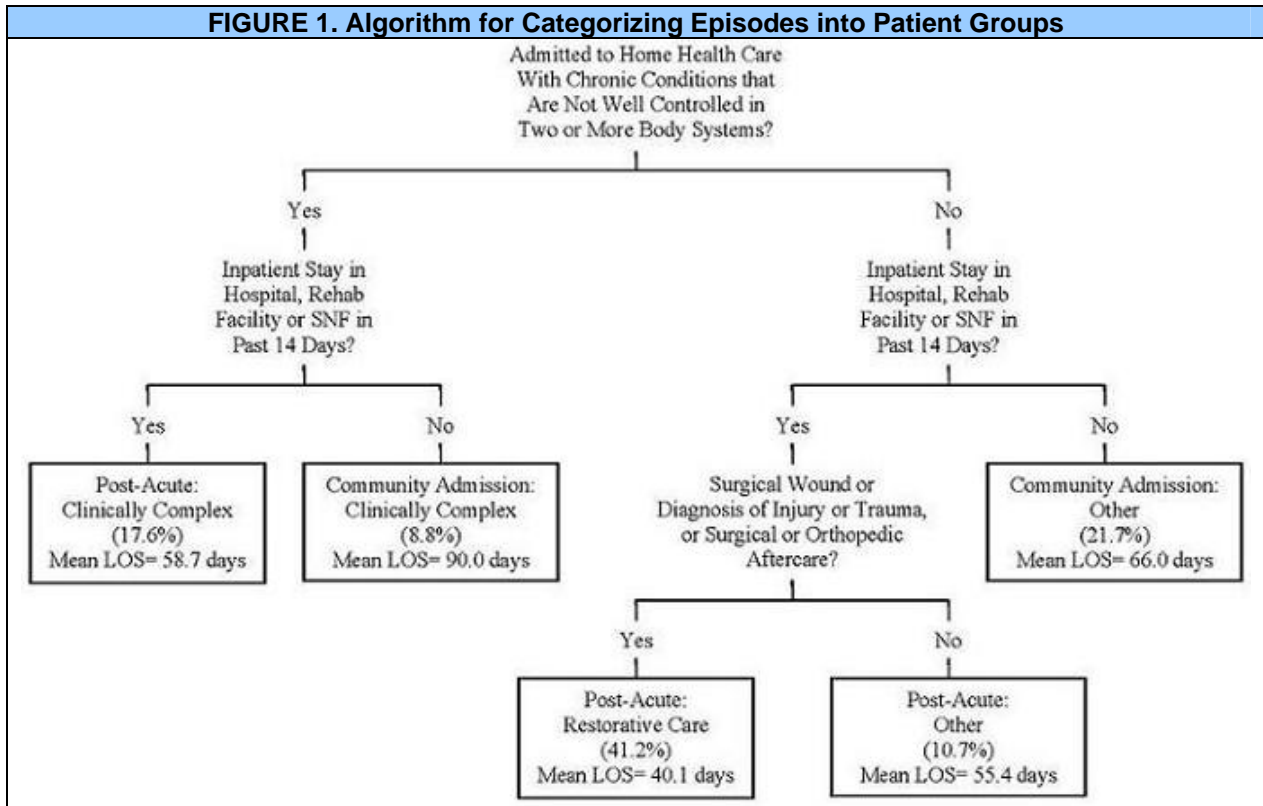 FIGURE 1. Algorithm for Categorizing Episodes into Patient Groups
Admitted to Home Health Care
With Chronic Conditions that
Are Not Well Controlled in
Two or More Body Systems?
Yes
No
Inpatient Stay in
Hospital, Rehab
Facility or SNF in
Past 14 Days?
Inpatient Stay in
Hospital, Rehab
Facility or SNF in
Past 14 Days?
Yes
No
Yes
No
Post-Acute:
Clinically Complex
(17.6%)
Mean LOS= 58.7 days
Community Admission:
Clinically Complex
(8.8%)
Mean LOS= 90.0 days
Surgical Wound or
Diagnosis of Injury or Trauma,
or Surgical or Orthopedic
Aftercare?
Community Admission:
Other
(21.7%)
Mean LOS= 66.0 days
Yes
No
Post-Acute:
Restorative Care
(41.2%)
Mean LOS= 40.1 days
Post-Acute:
Other
(10.7%)
Mean LOS= 55.4 days